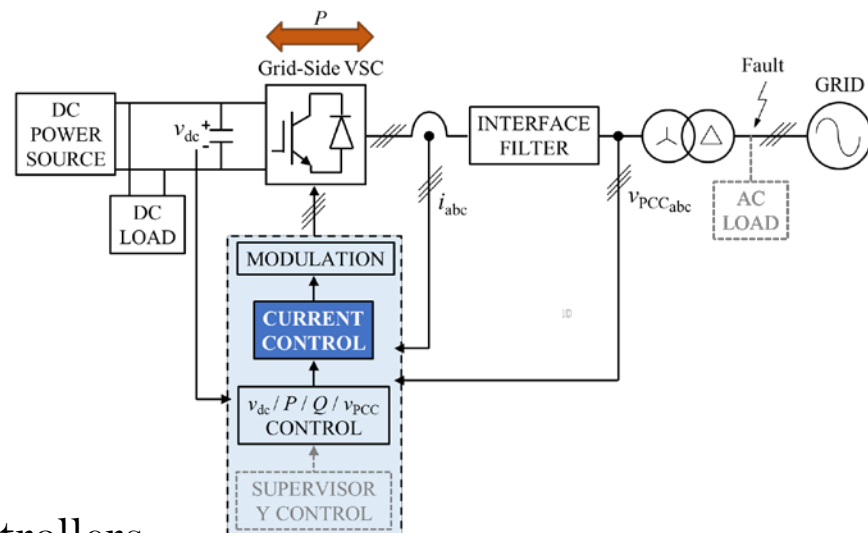 P
Grid-Side VSC
Fault
GRID
DC
POWER
SOURCE
vdc
+
-
INTERFACE
FILTER
DC
LOAD
iabc
vPCCabc
AC
LOAD
MODULATION
CURRENT
CONTROL
vdc / P / Q / vPCC
CONTROL
SUPERVISOR
Y CONTROL
trollers